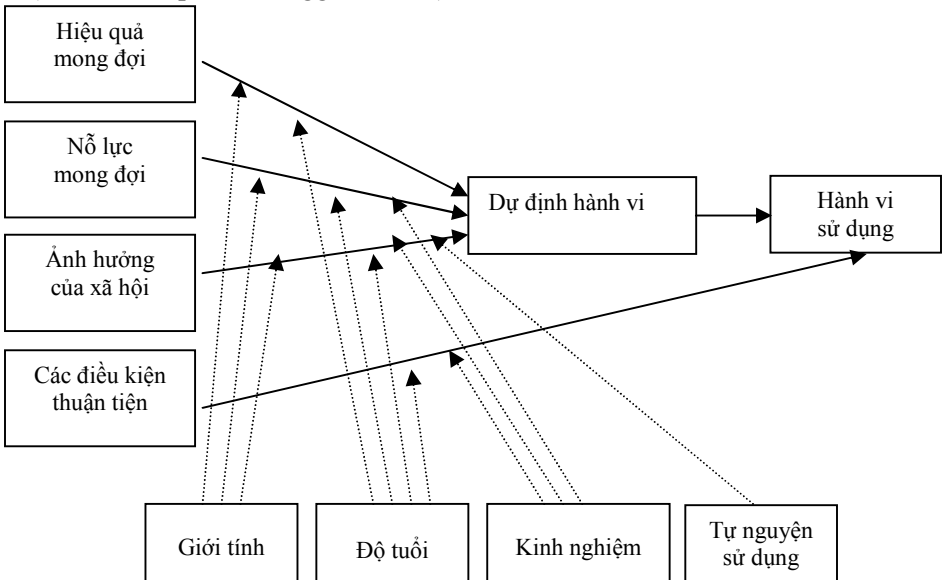 Hiệu quả
mong đợi
Nỗ lực
mong đợi
Ảnh hưởng
của xã hội
Các điều kiện
thuận tiện
Dự định hành vi
Hành vi
sử dụng
Giới tính
Độ tuổi
Kinh nghiệm
Tự nguyện
sử dụng